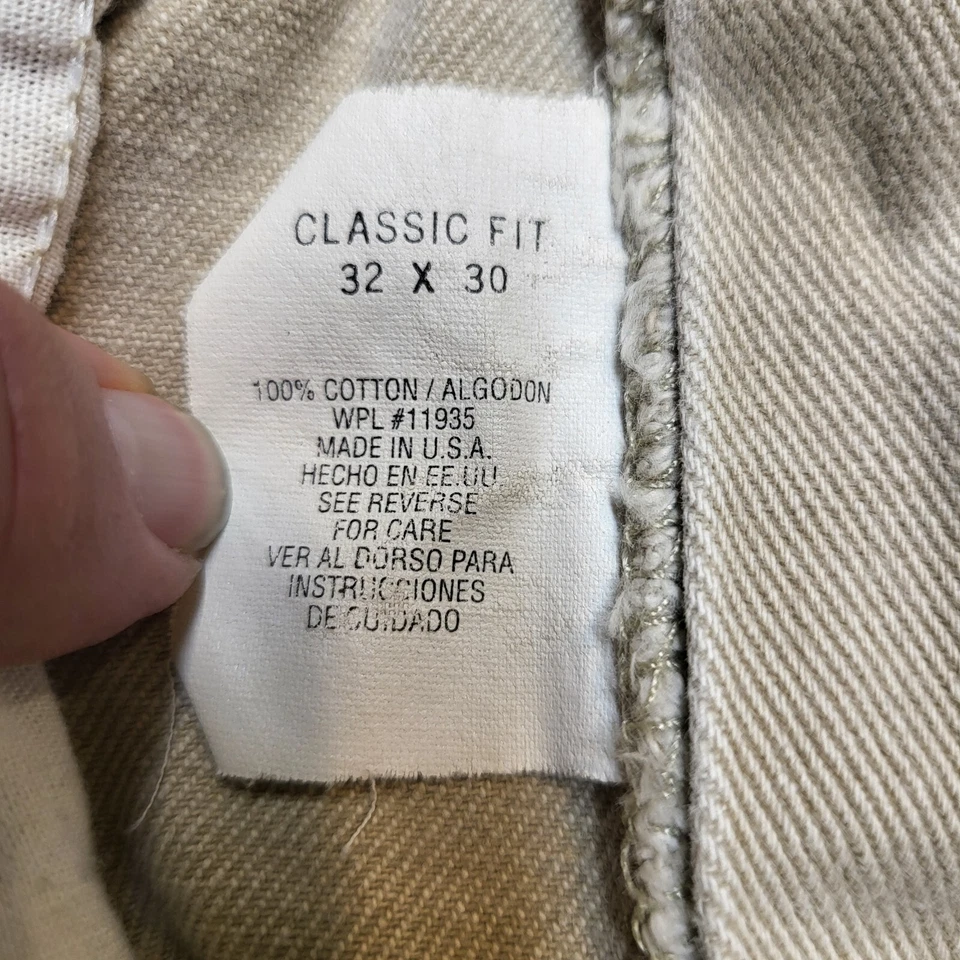 CLASSIC FIT
32 X 30
100% COTTON / ALGODON
WPL #11935
MADE IN U.S.A.
HECHO EN EE.UU
SEE REVERSE
FOR CARE
VER AL DORSO PARA
INSTRUCCIONES
DE CUIDADO